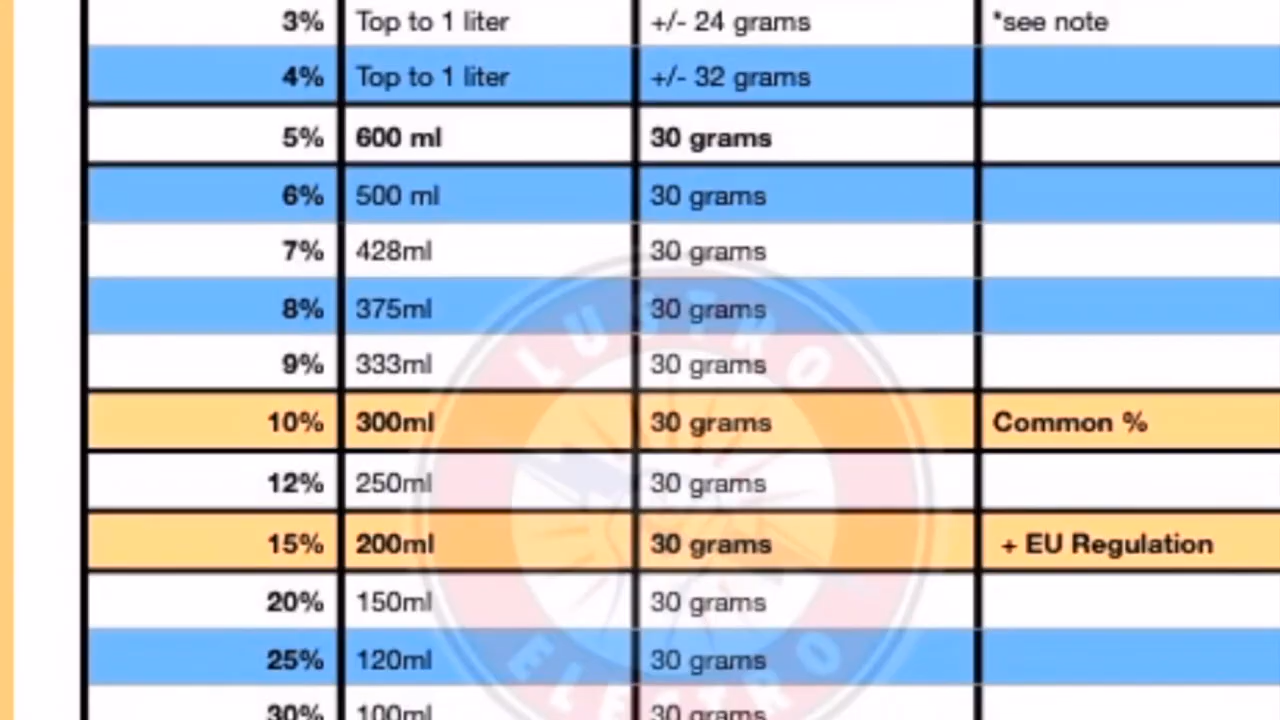 3% Top to 1 liter +/- 24 grams *see note
4% Top to 1 liter +/- 32 grams
5% 600 ml 30 grams
6% 500 ml 30 grams
7% 428ml 30 grams
8% 375ml 30 grams
9% 333ml 30 grams
10% 300ml 30 grams Common %
12% 250ml 30 grams
15% 200ml 30 grams + EU Regulation
20% 150ml 30 grams
25% 120ml 30 grams
30% 100ml 30 grams
LUSTRO
ELECTRO